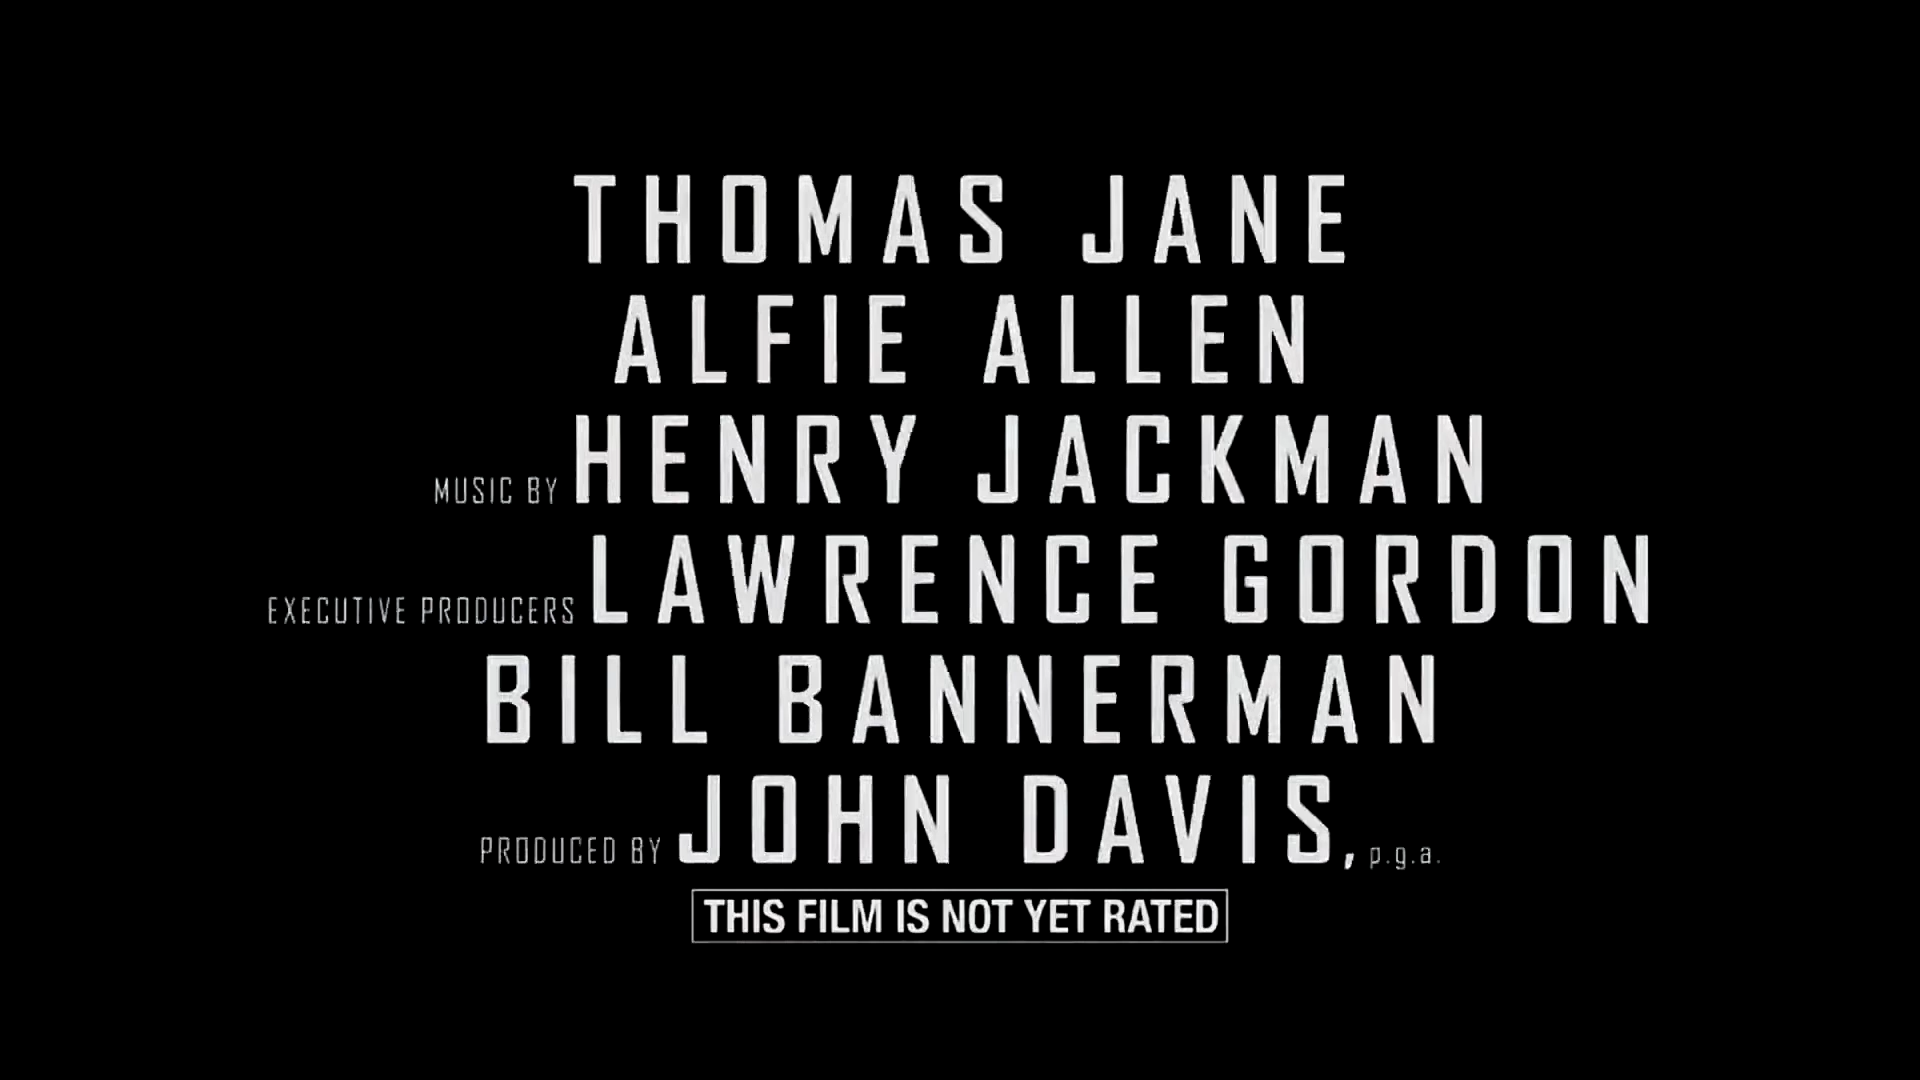 THOMAS JANE
ALFIE ALLEN
MUSIC BY HENRY JACKMAN
EXECUTIVE PRODUCERS LAWRENCE GORDON
BILL BANNERMAN
PRODUCED BY JOHN DAVIS, p.g.a.
THIS FILM IS NOT YET RATED